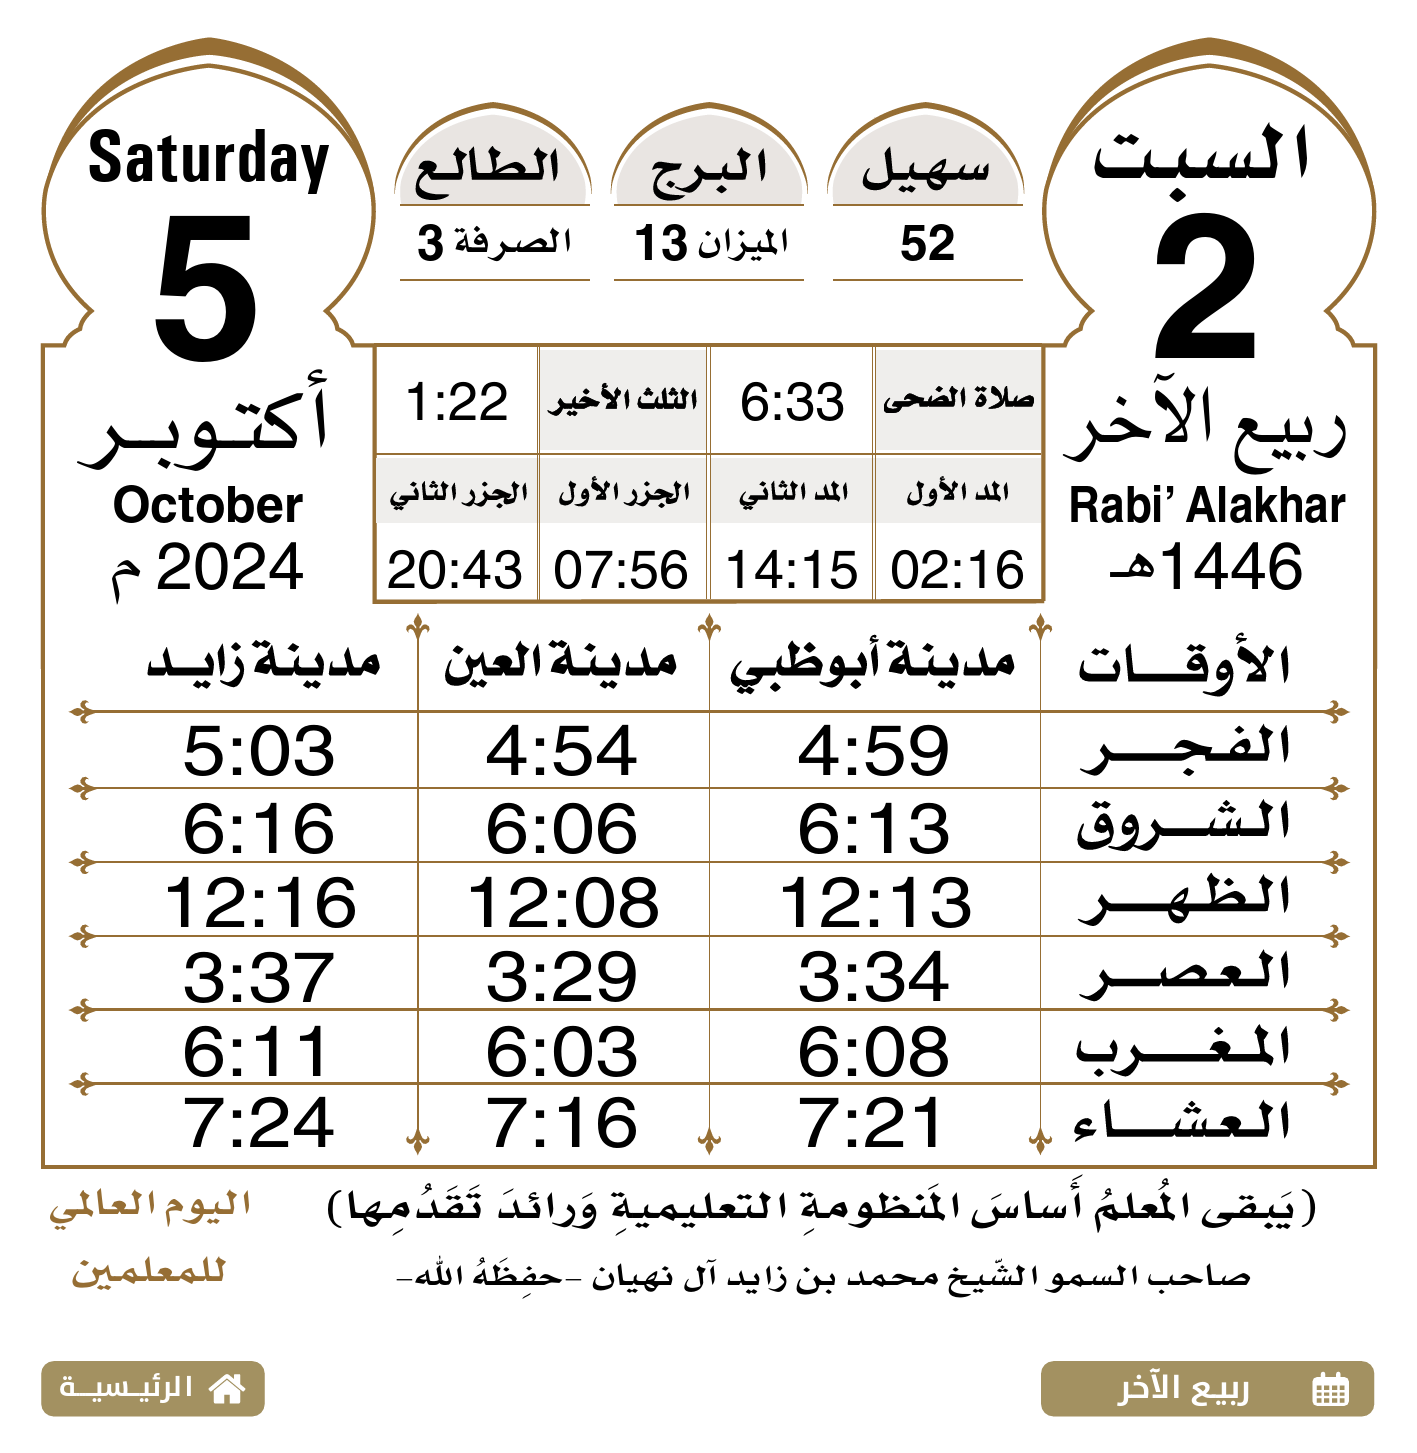 السبت
2
ربيع الآخر
Rabi’ Alakhar
1446هـ
سهيل
52
البرج
الميزان 13
الطالع
الصرفة 3
Saturday
5
أكتوبر
October
2024 م
صلاة الضحى 6:33 الثلث الأخير 1:22
المد الأول المد الثاني الجزر الأول الجزر الثاني
02:16 14:15 07:56 20:43
الأوقات مدينة أبوظبي مدينة العين مدينة زايد
الفجر 4:59 4:54 5:03
الشروق 6:13 6:06 6:16
الظهر 12:13 12:08 12:16
العصر 3:34 3:29 3:37
المغرب 6:08 6:03 6:11
العشاء 7:21 7:16 7:24
(يَبقى المُعلمُ أَساسَ المَنظومةِ التعليميةِ وَرائدَ تَقَدُمِها)
صاحب السمو الشّيخ محمد بن زايد آل نهيان -حفِظَهُ الله-
اليوم العالمي
للمعلمين
ربيع الآخر
الرئيسية